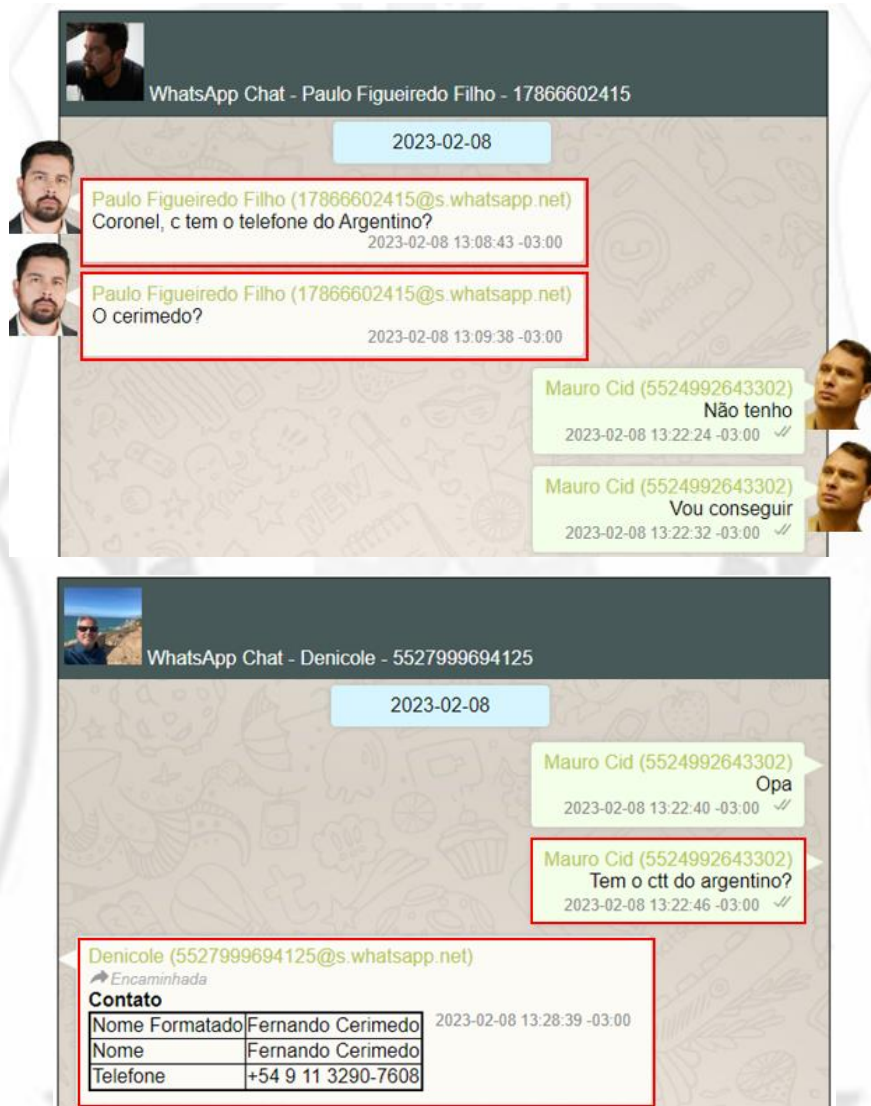 WhatsApp Chat - Paulo Figueiredo Filho - 17866602415
2023-02-08
Paulo Figueiredo Filho (17866602415@s.whatsapp.net)
Coronel, c tem o telefone do Argentino?
2023-02-08 13:08:43 -03:00
Paulo Figueiredo Filho (17866602415@s.whatsapp.net)
O cerimedo?
2023-02-08 13:09:38 -03:00
Mauro Cid (5524992643302)
Não tenho
2023-02-08 13:22:24 -03:00
Mauro Cid (5524992643302)
Vou conseguir
2023-02-08 13:22:32 -03:00
WhatsApp Chat - Denicole - 5527999694125
2023-02-08
Mauro Cid (5524992643302)
Opa
2023-02-08 13:22:40 -03:00
Mauro Cid (5524992643302)
Tem o ctt do argentino?
2023-02-08 13:22:46 -03:00
Denicole (5527999694125@s.whatsapp.net)
Encaminhada
Contato
Nome Formatado Fernando Cerimedo 2023-02-08 13:28:39 -03:00
Nome Fernando Cerimedo
Telefone +54 9 11 3290-7608